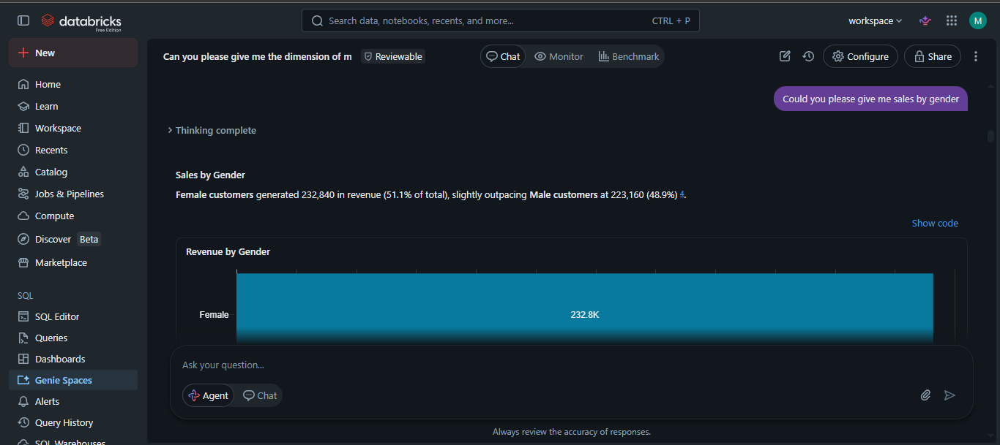 databricks
Free Edition
Search data, notebooks, recents, and more...
CTRL + P
workspace
M
New
Home
Learn
Workspace
Recents
Catalog
Jobs & Pipelines
Compute
Discover Beta
Marketplace
SQL
SQL Editor
Queries
Dashboards
Genie Spaces
Alerts
Query History
SQL Warehouses
Can you please give me the dimension of m
Reviewable
Chat
Monitor
Benchmark
Configure
Share
Could you please give me sales by gender
Thinking complete
Sales by Gender
Female customers generated 232,840 in revenue (51.1% of total), slightly outpacing Male customers at 223,160 (48.9%) 4.
Show code
Revenue by Gender
Female
232.8K
Ask your question...
Agent
Chat
Always review the accuracy of responses.